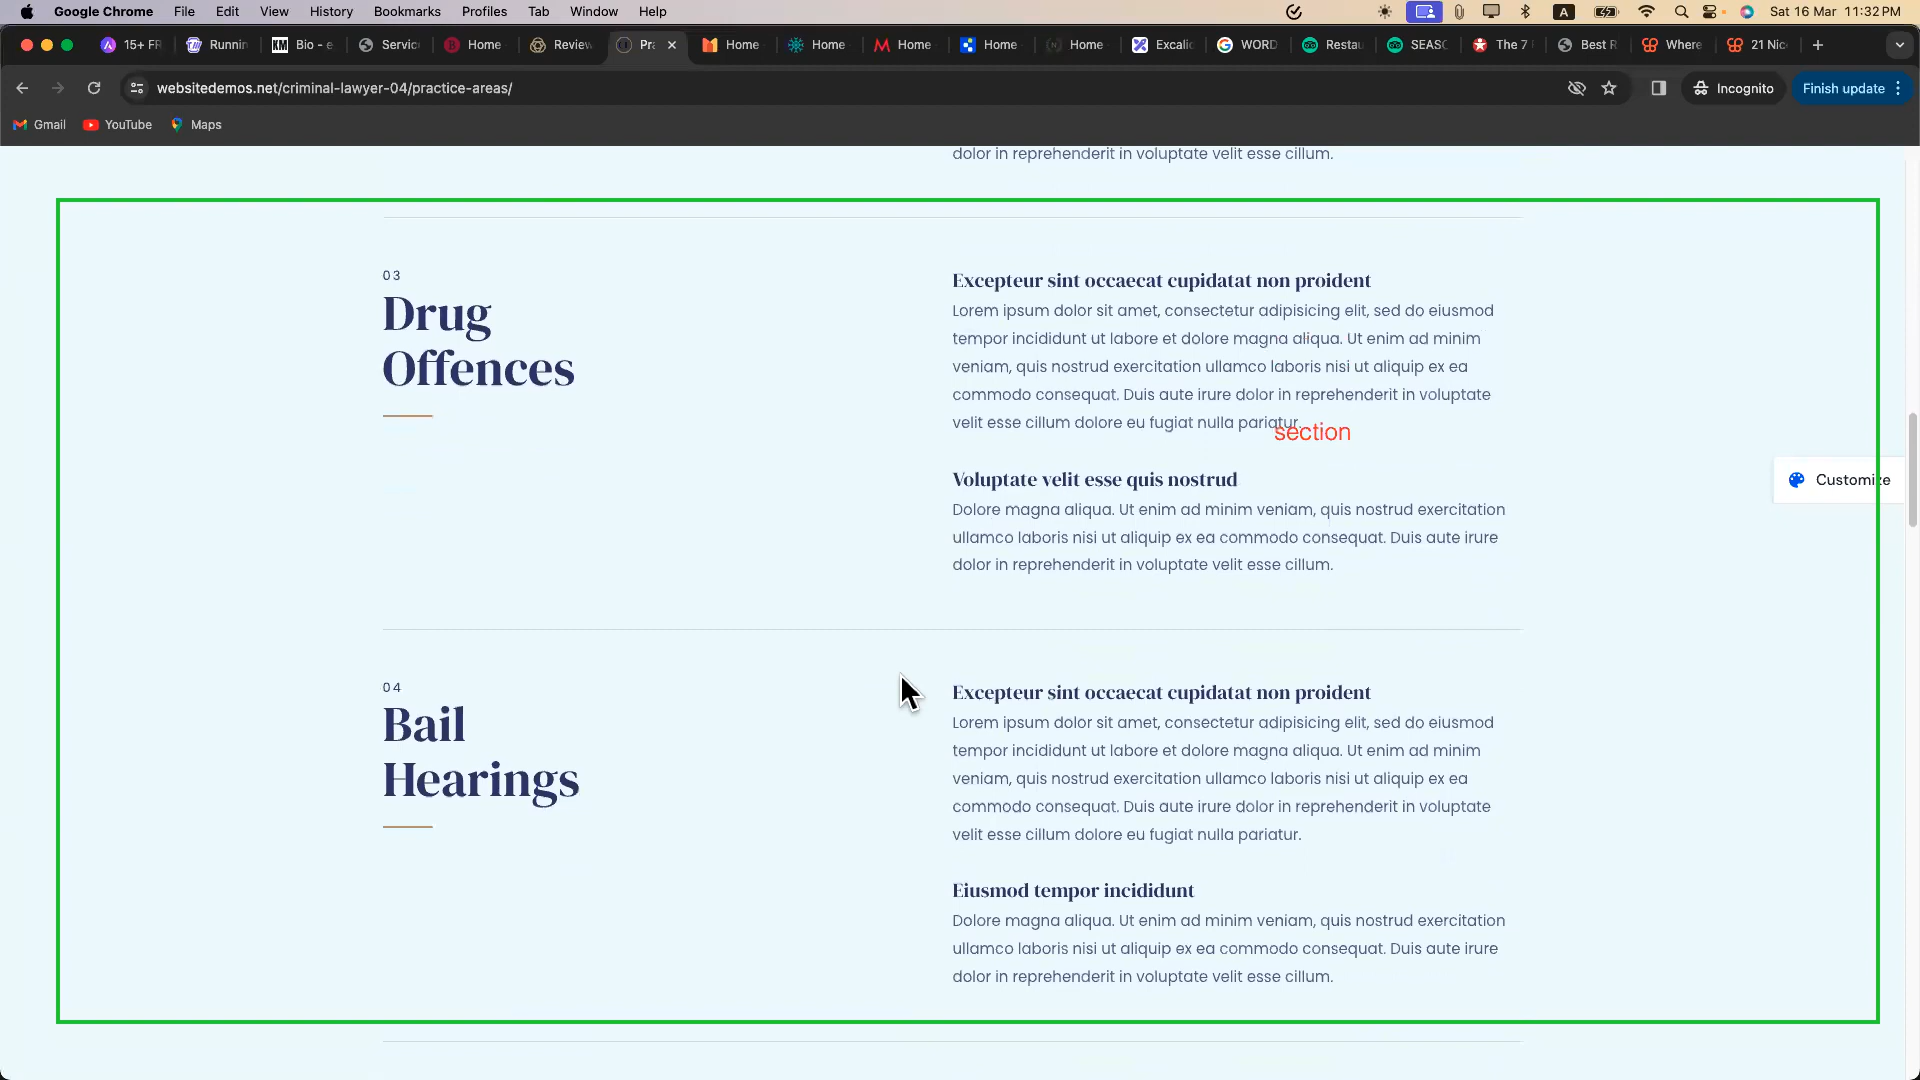 Google Chrome File Edit View History Bookmarks Profiles Tab Window Help A Sat 16 Mar 11:32 PM
15+ FR Runnin KM Bio - e Servic Home Review Pra Home Home Home Home Home Excalid WORD Restau SEASO The 7 Best R Where 21 Nic
websitedemos.net/criminal-lawyer-04/practice-areas/ Incognito Finish update
Gmail YouTube Maps
dolor in reprehenderit in voluptate velit esse cillum.
03
Drug
Offences
Excepteur sint occaecat cupidatat non proident
Lorem ipsum dolor sit amet, consectetur adipisicing elit, sed do eiusmod
tempor incididunt ut labore et dolore magna aliqua. Ut enim ad minim
veniam, quis nostrud exercitation ullamco laboris nisi ut aliquip ex ea
commodo consequat. Duis aute irure dolor in reprehenderit in voluptate
velit esse cillum dolore eu fugiat nulla pariatur.
section
Voluptate velit esse quis nostrud
Dolore magna aliqua. Ut enim ad minim veniam, quis nostrud exercitation
ullamco laboris nisi ut aliquip ex ea commodo consequat. Duis aute irure
dolor in reprehenderit in voluptate velit esse cillum.
Customize
04
Bail
Hearings
Excepteur sint occaecat cupidatat non proident
Lorem ipsum dolor sit amet, consectetur adipisicing elit, sed do eiusmod
tempor incididunt ut labore et dolore magna aliqua. Ut enim ad minim
veniam, quis nostrud exercitation ullamco laboris nisi ut aliquip ex ea
commodo consequat. Duis aute irure dolor in reprehenderit in voluptate
velit esse cillum dolore eu fugiat nulla pariatur.
Eiusmod tempor incididunt
Dolore magna aliqua. Ut enim ad minim veniam, quis nostrud exercitation
ullamco laboris nisi ut aliquip ex ea commodo consequat. Duis aute irure
dolor in reprehenderit in voluptate velit esse cillum.